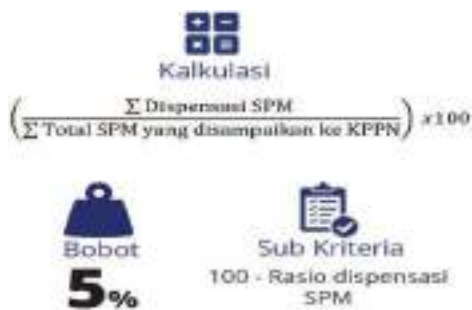 Kalkulasi
(∑ Dispensasi SPM / ∑ Total SPM yang disampaikan ke KPPN) x100
Bobot
5%
Sub Kriteria
100 - Rasio dispensasi
SPM